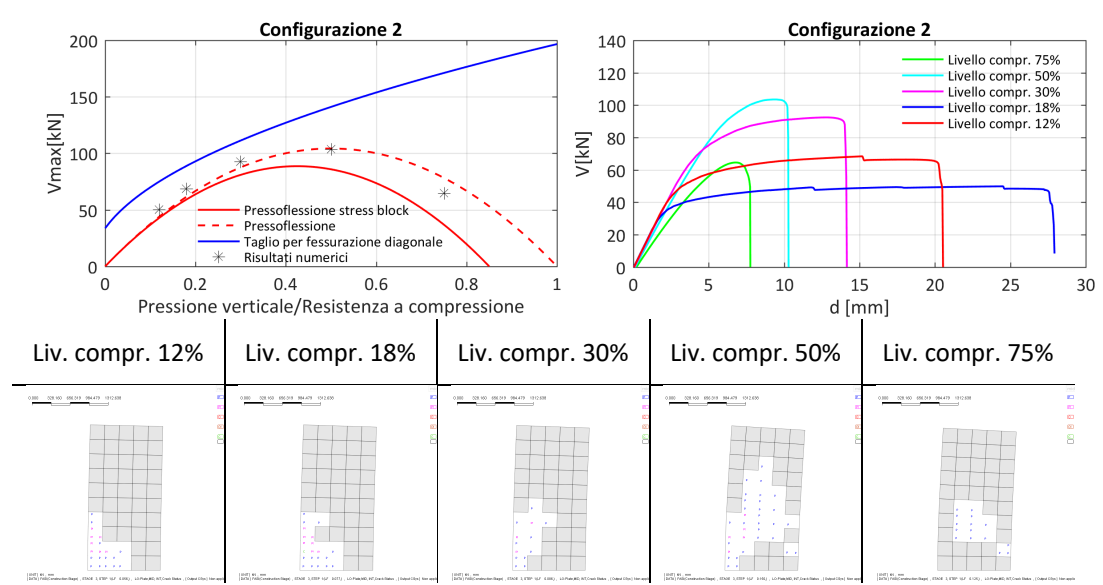 Configurazione 2
200
150
100
50
0
Vmax[kN]
0 0.2 0.4 0.6 0.8 1
Pressione verticale/Resistenza a compressione
Pressoflessione stress block
Pressoflessione
Taglio per fessurazione diagonale
Risultati numerici
Configurazione 2
140
120
100
80
60
40
20
0
V[kN]
0 5 10 15 20 25 30
d [mm]
Livello compr. 75%
Livello compr. 50%
Livello compr. 30%
Livello compr. 18%
Livello compr. 12%
Liv. compr. 12% Liv. compr. 18% Liv. compr. 30% Liv. compr. 50% Liv. compr. 75%